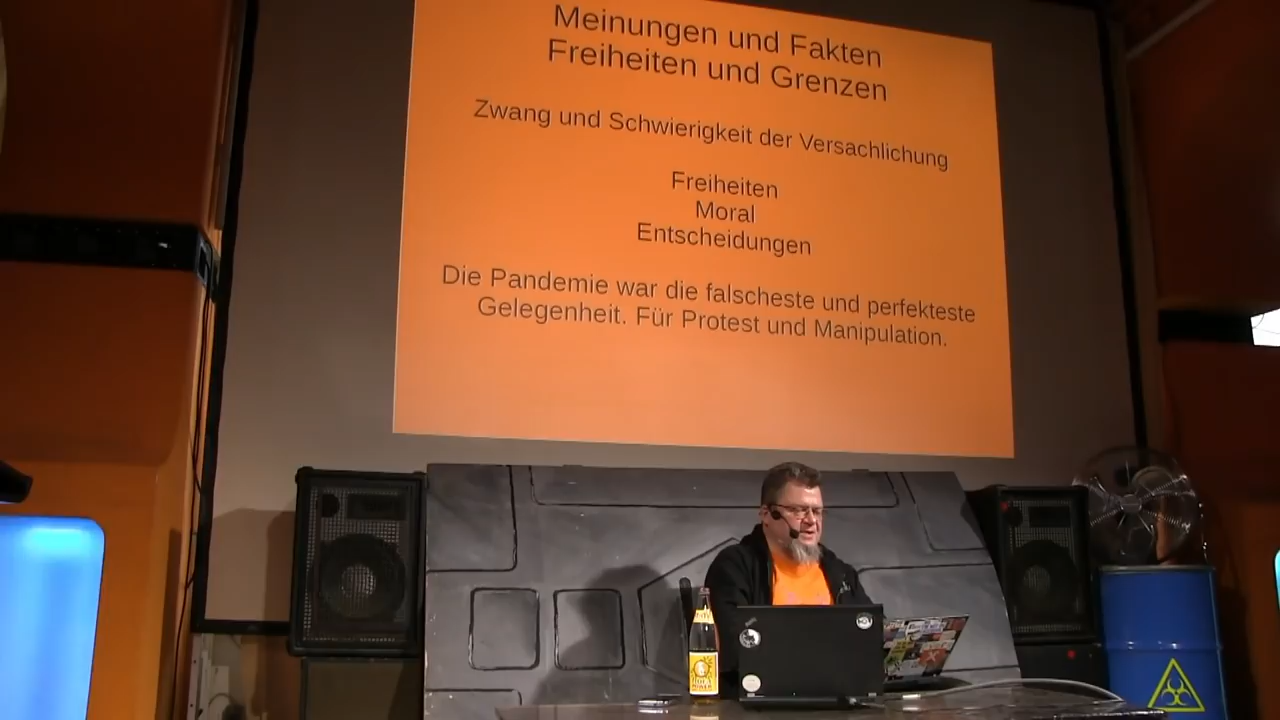 Meinungen und Fakten
Freiheiten und Grenzen
Zwang und Schwierigkeit der Versachlichung
Freiheiten
Moral
Entscheidungen
Die Pandemie war die falscheste und perfekteste
Gelegenheit. Für Protest und Manipulation.